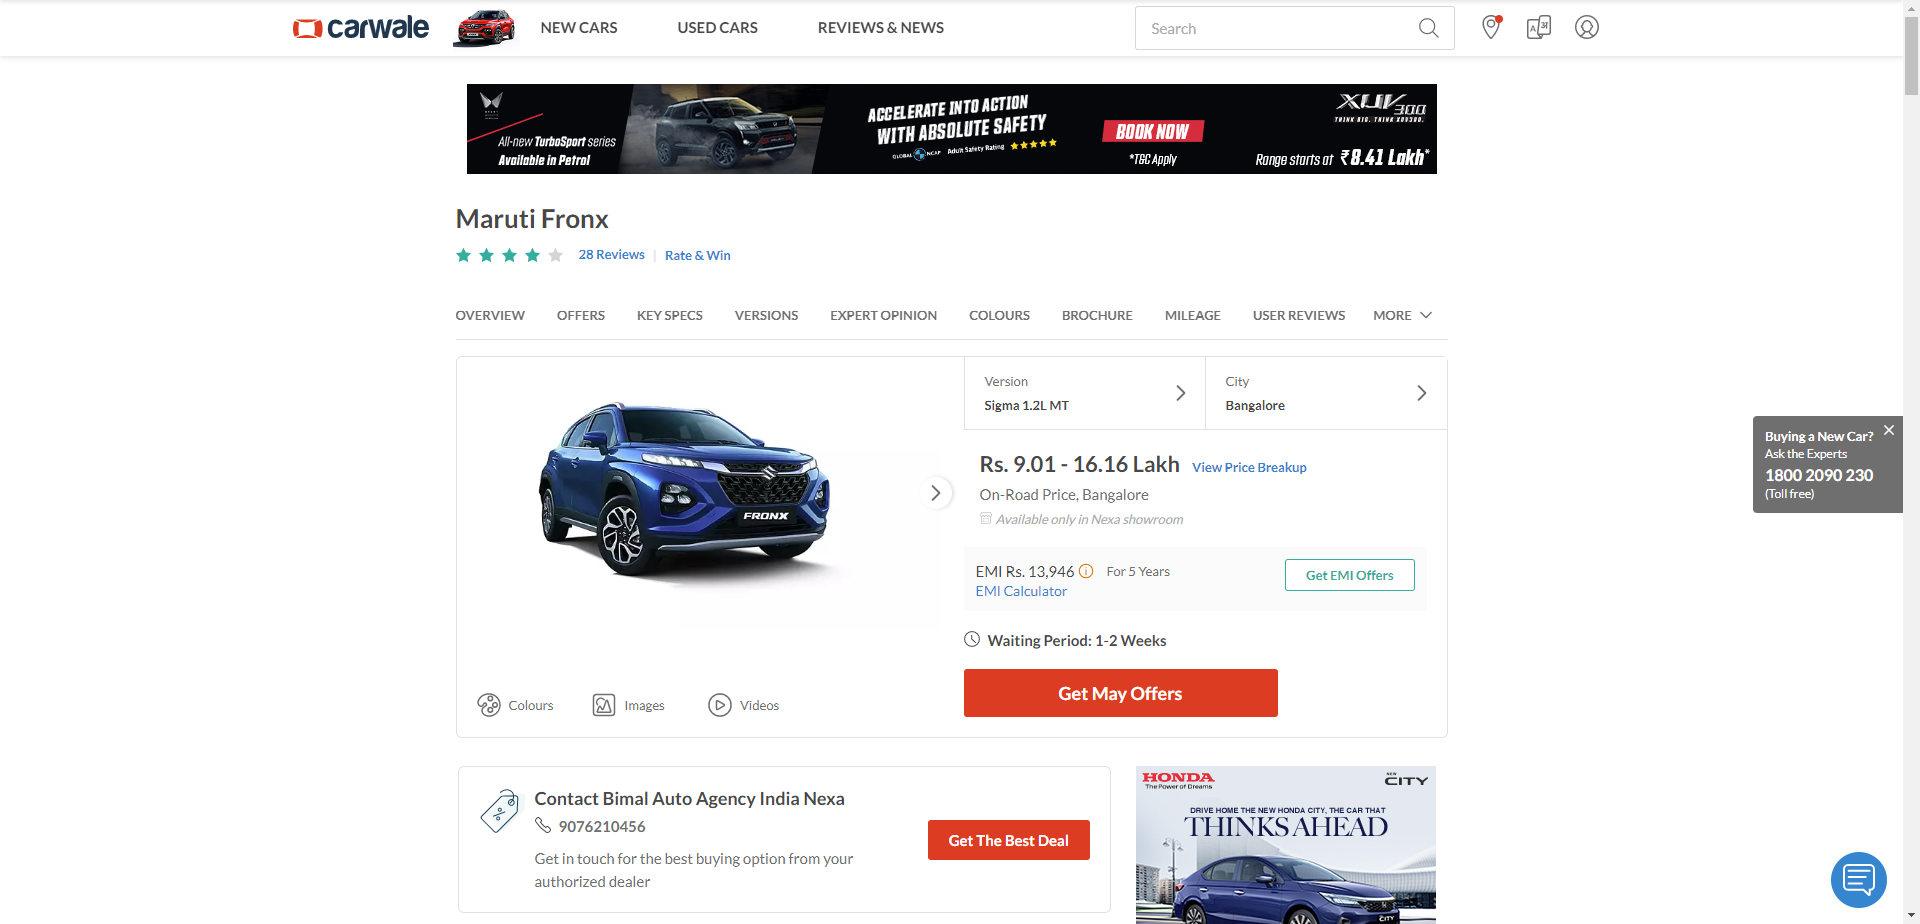 carwale
NEW CARS
USED CARS
REVIEWS & NEWS
Search
All-new TurboSport series
Available in Petrol
ACCELERATE INTO ACTION
WITH ABSOLUTE SAFETY
GLOBAL NCAP Adult Safety Rating
BOOK NOW
*T&C Apply
XUV300
THINK BIG. THINK XUV300.
Range starts at ₹8.41 Lakh*
Maruti Fronx
28 Reviews | Rate & Win
OVERVIEW
OFFERS
KEY SPECS
VERSIONS
EXPERT OPINION
COLOURS
BROCHURE
MILEAGE
USER REVIEWS
MORE
FRONX
Version
Sigma 1.2L MT
City
Bangalore
Rs. 9.01 - 16.16 Lakh View Price Breakup
On-Road Price, Bangalore
Available only in Nexa showroom
EMI Rs. 13,946 For 5 Years
EMI Calculator
Get EMI Offers
Waiting Period: 1-2 Weeks
Get May Offers
Colours
Images
Videos
Buying a New Car?
Ask the Experts
1800 2090 230
(Toll free)
Contact Bimal Auto Agency India Nexa
9076210456
Get in touch for the best buying option from your
authorized dealer
Get The Best Deal
HONDA
The Power of Dreams
NEW
CITY
DRIVE HOME THE NEW HONDA CITY, THE CAR THAT
THINKS AHEAD
CITY